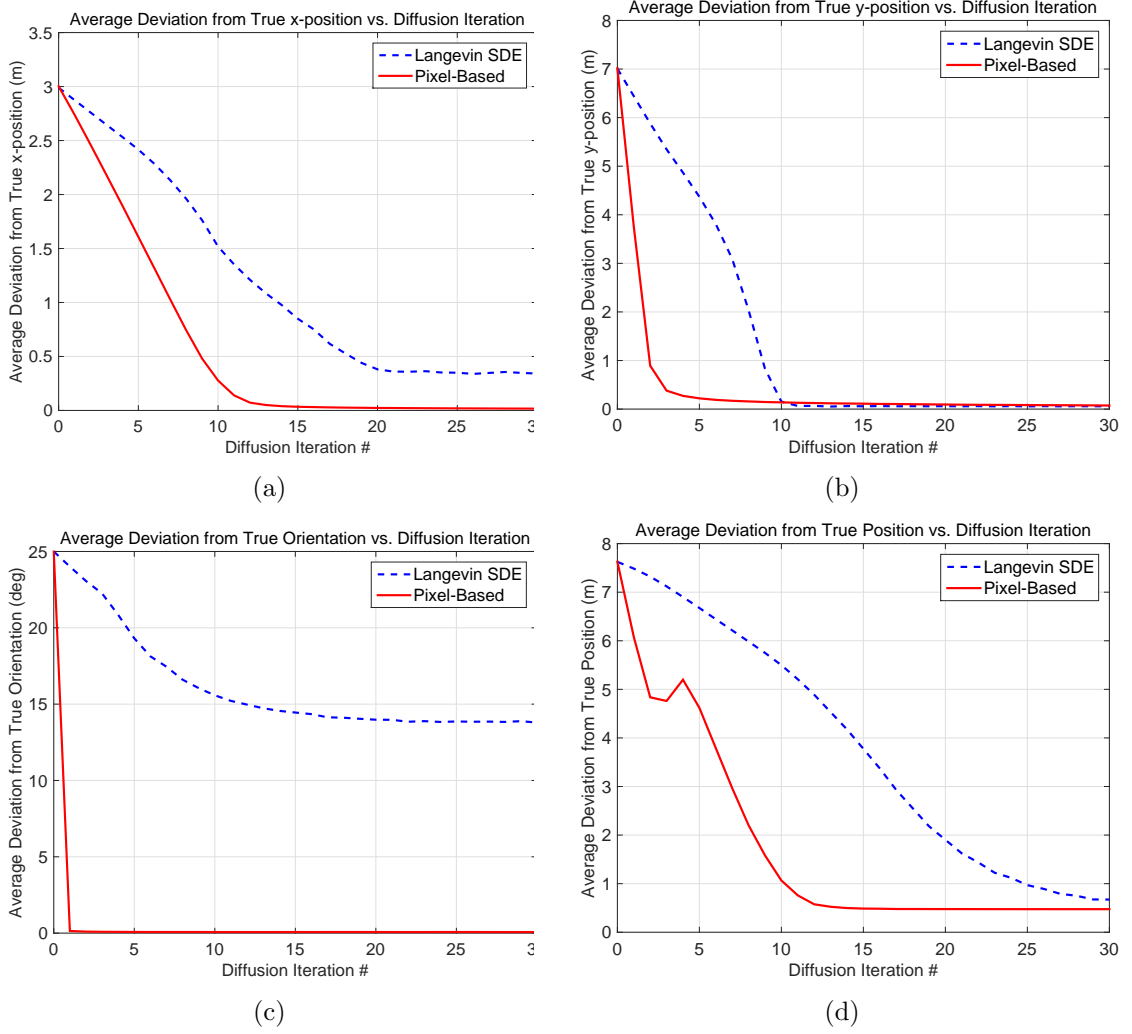 Average Deviation from True x-position vs. Diffusion Iteration
Average Deviation from True x-position (m)
3.5
3
2.5
2
1.5
1
0.5
0
Langevin SDE
Pixel-Based
0 5 10 15 20 25 3
Diffusion Iteration #
(a)
Average Deviation from True y-position vs. Diffusion Iteration
Average Deviation from True y-position (m)
8
7
6
5
4
3
2
1
0
Langevin SDE
Pixel-Based
0 5 10 15 20 25 30
Diffusion Iteration #
(b)
Average Deviation from True Orientation vs. Diffusion Iteration
Average Deviation from True Orientation (deg)
25
20
15
10
5
0
Langevin SDE
Pixel-Based
0 5 10 15 20 25 3
Diffusion Iteration #
(c)
Average Deviation from True Position vs. Diffusion Iteration
Average Deviation from True Position (m)
8
7
6
5
4
3
2
1
0
Langevin SDE
Pixel-Based
0 5 10 15 20 25 30
Diffusion Iteration #
(d)